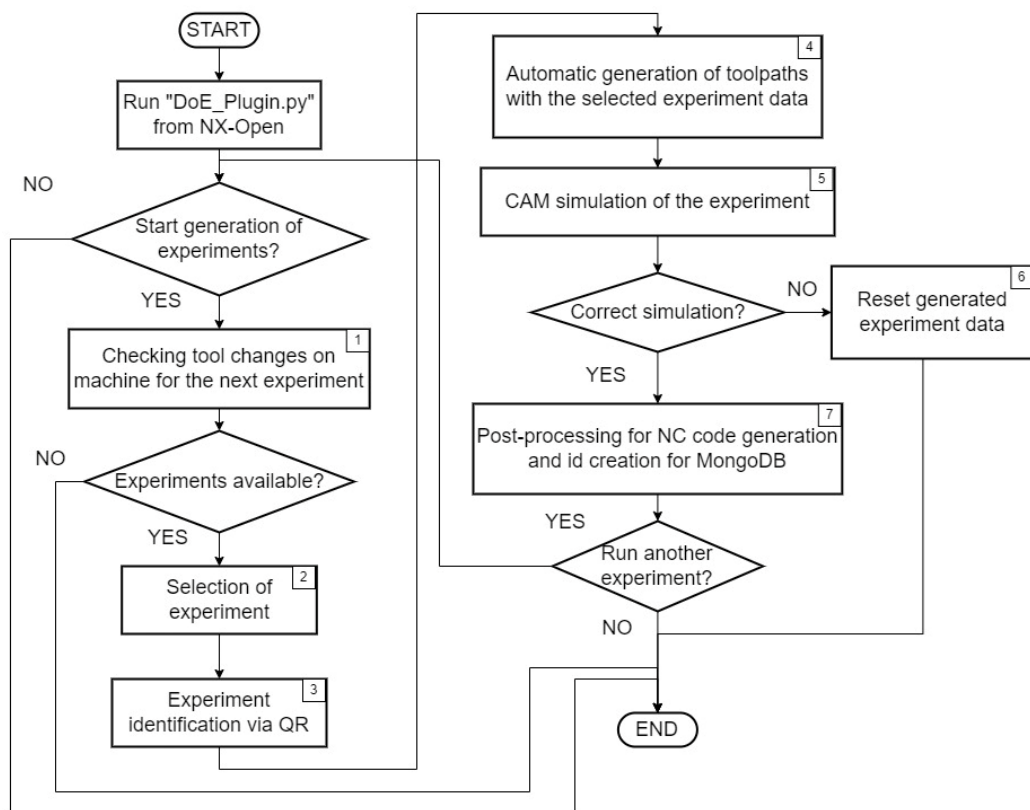 START
Run "DoE_Plugin.py"
from NX-Open
NO
Start generation of
experiments?
YES
1
Checking tool changes on
machine for the next experiment
NO
Experiments available?
YES
2
Selection of
experiment
3
Experiment
identification via QR
4
Automatic generation of toolpaths
with the selected experiment data
5
CAM simulation of the experiment
Correct simulation?
NO
6
Reset generated
experiment data
YES
7
Post-processing for NC code generation
and id creation for MongoDB
YES
Run another
experiment?
NO
END